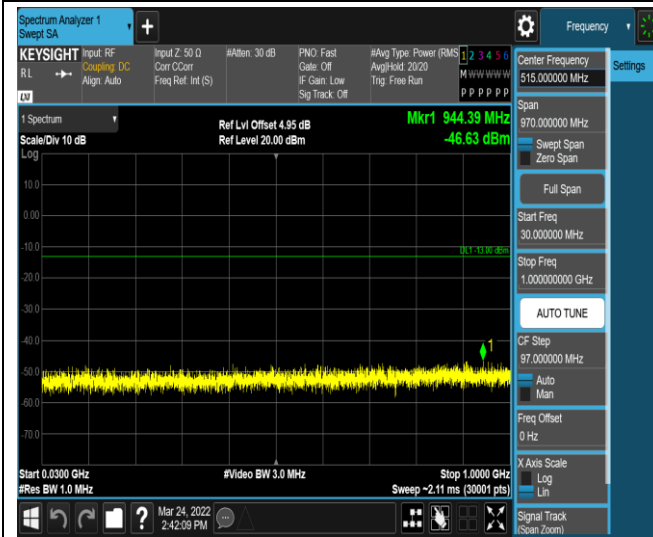 Spectrum Analyzer 1
Swept SA
Frequency
KEYSIGHT
RL
LXI
Input: RF
Coupling: DC
Align: Auto
Input Z: 50 Ω
Corr CCorr
Freq Ref: Int (S)
#Atten: 30 dB
PNO: Fast
Gate: Off
IF Gain: Low
Sig Track: Off
#Avg Type: Power (RMS
Avg|Hold: 20/20
Trig: Free Run
1 2 3 4 5 6
M W W W W W
P P P P P P
Center Frequency
515.000000 MHz
Settings
Span
970.000000 MHz
Swept Span
Zero Span
Full Span
Start Freq
30.000000 MHz
Stop Freq
1.000000000 GHz
AUTO TUNE
CF Step
97.000000 MHz
Auto
Man
Freq Offset
0 Hz
X Axis Scale
Log
Lin
Signal Track
(Span Zoom)
1 Spectrum
Scale/Div 10 dB
Log
Ref Lvl Offset 4.95 dB
Ref Level 20.00 dBm
Mkr1 944.39 MHz
-46.63 dBm
10.0
0.00
-10.0
DL1 -13.00 dBm
-20.0
-30.0
-40.0
1
-50.0
-60.0
-70.0
Start 0.0300 GHz
#Res BW 1.0 MHz
#Video BW 3.0 MHz
Stop 1.0000 GHz
Sweep ~2.11 ms (30001 pts)
?
Mar 24, 2022
2:42:09 PM